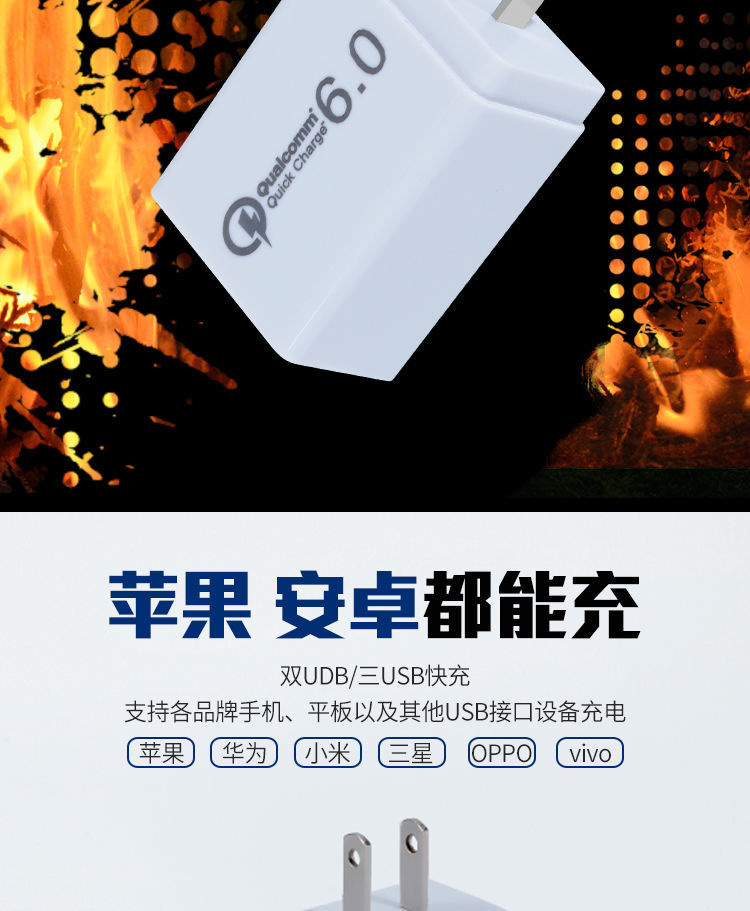 Qualcomm
Quick Charge
6.0
苹果 安卓都能充
双UDB/三USB快充
支持各品牌手机、平板以及其他USB接口设备充电
苹果 华为 小米 三星 OPPO vivo